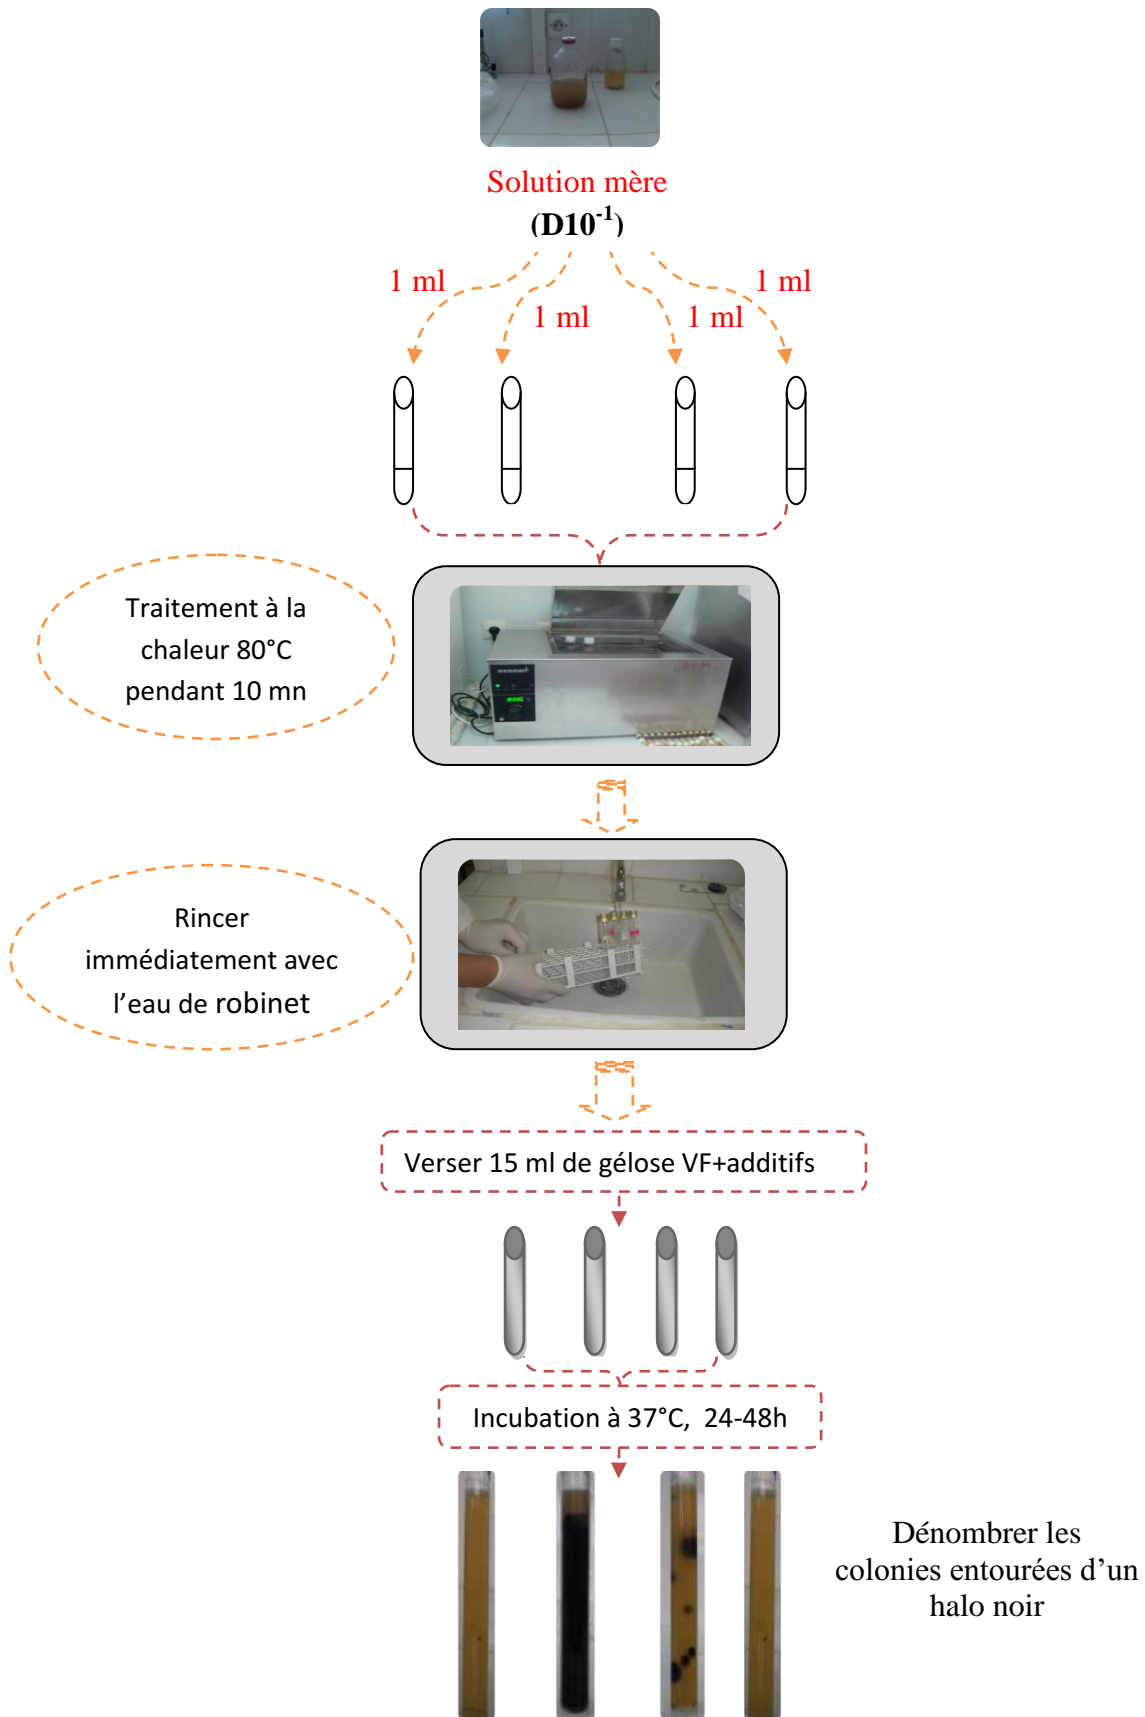 Solution mère
(D10⁻¹)
1 ml
1 ml
1 ml
1 ml
Traitement à la
chaleur 80°C
pendant 10 mn
memmert
Rincer
immédiatement avec
l'eau de robinet
Verser 15 ml de gélose VF+additifs
Incubation à 37°C, 24-48h
Dénombrer les
colonies entourées d'un
halo noir